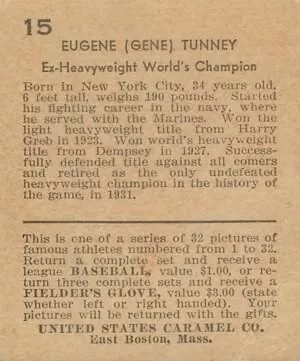 15
EUGENE (GENE) TUNNEY
Ex-Heavyweight World's Champion
Born in New York City, 34 years old,
6 feet tall, weighs 190 pounds. Started
his fighting career in the navy, where
he served with the Marines. Won the
light heavyweight title from Harry
Greb in 1923. Won world's heavyweight
title from Dempsey in 1927. Success-
fully defended title against all comers
and retired as the only undefeated
heavyweight champion in the history of
the game, in 1931.
This is one of a series of 32 pictures of
famous athletes numbered from 1 to 32.
Return a complete set and receive a
league BASEBALL, value $1.00, or re-
turn three complete sets and receive a
FIELDER'S GLOVE, value $3.00 (state
whether left or right handed). Your
pictures will be returned with the gifts.
UNITED STATES CARAMEL CO.
East Boston, Mass.